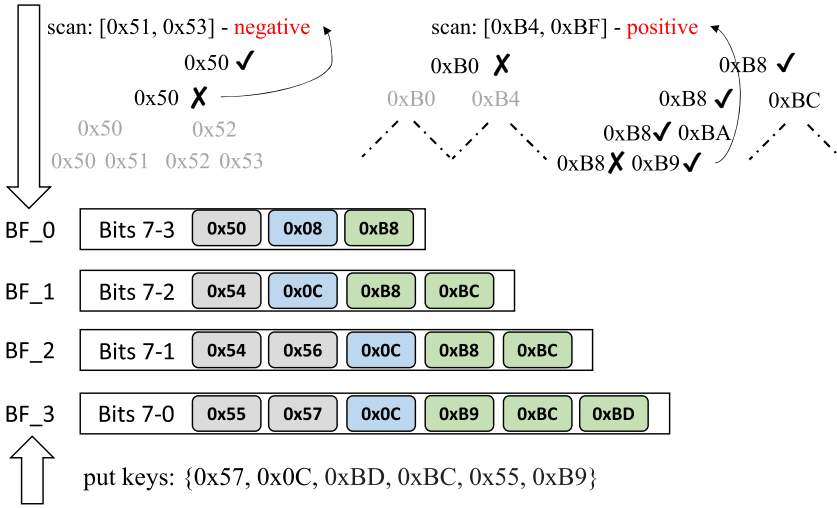 scan: [0x51, 0x53] - negative
scan: [0xB4, 0xBF] - positive
0x50 ✓
0xB0 ✗
0xB8 ✓
0x50 ✗
0xB0 0xB4
0xB8 ✓
0xBC
0x50 0x52
0xB8 ✓ 0xBA
0x50 0x51 0x52 0x53
0xB8 ✗ 0xB9 ✓
BF_0 Bits 7-3 0x50 0x08 0xB8
BF_1 Bits 7-2 0x54 0x0C 0xB8 0xBC
BF_2 Bits 7-1 0x54 0x56 0x0C 0xB8 0xBC
BF_3 Bits 7-0 0x55 0x57 0x0C 0xB9 0xBC 0xBD
put keys: {0x57, 0x0C, 0xBD, 0xBC, 0x55, 0xB9}